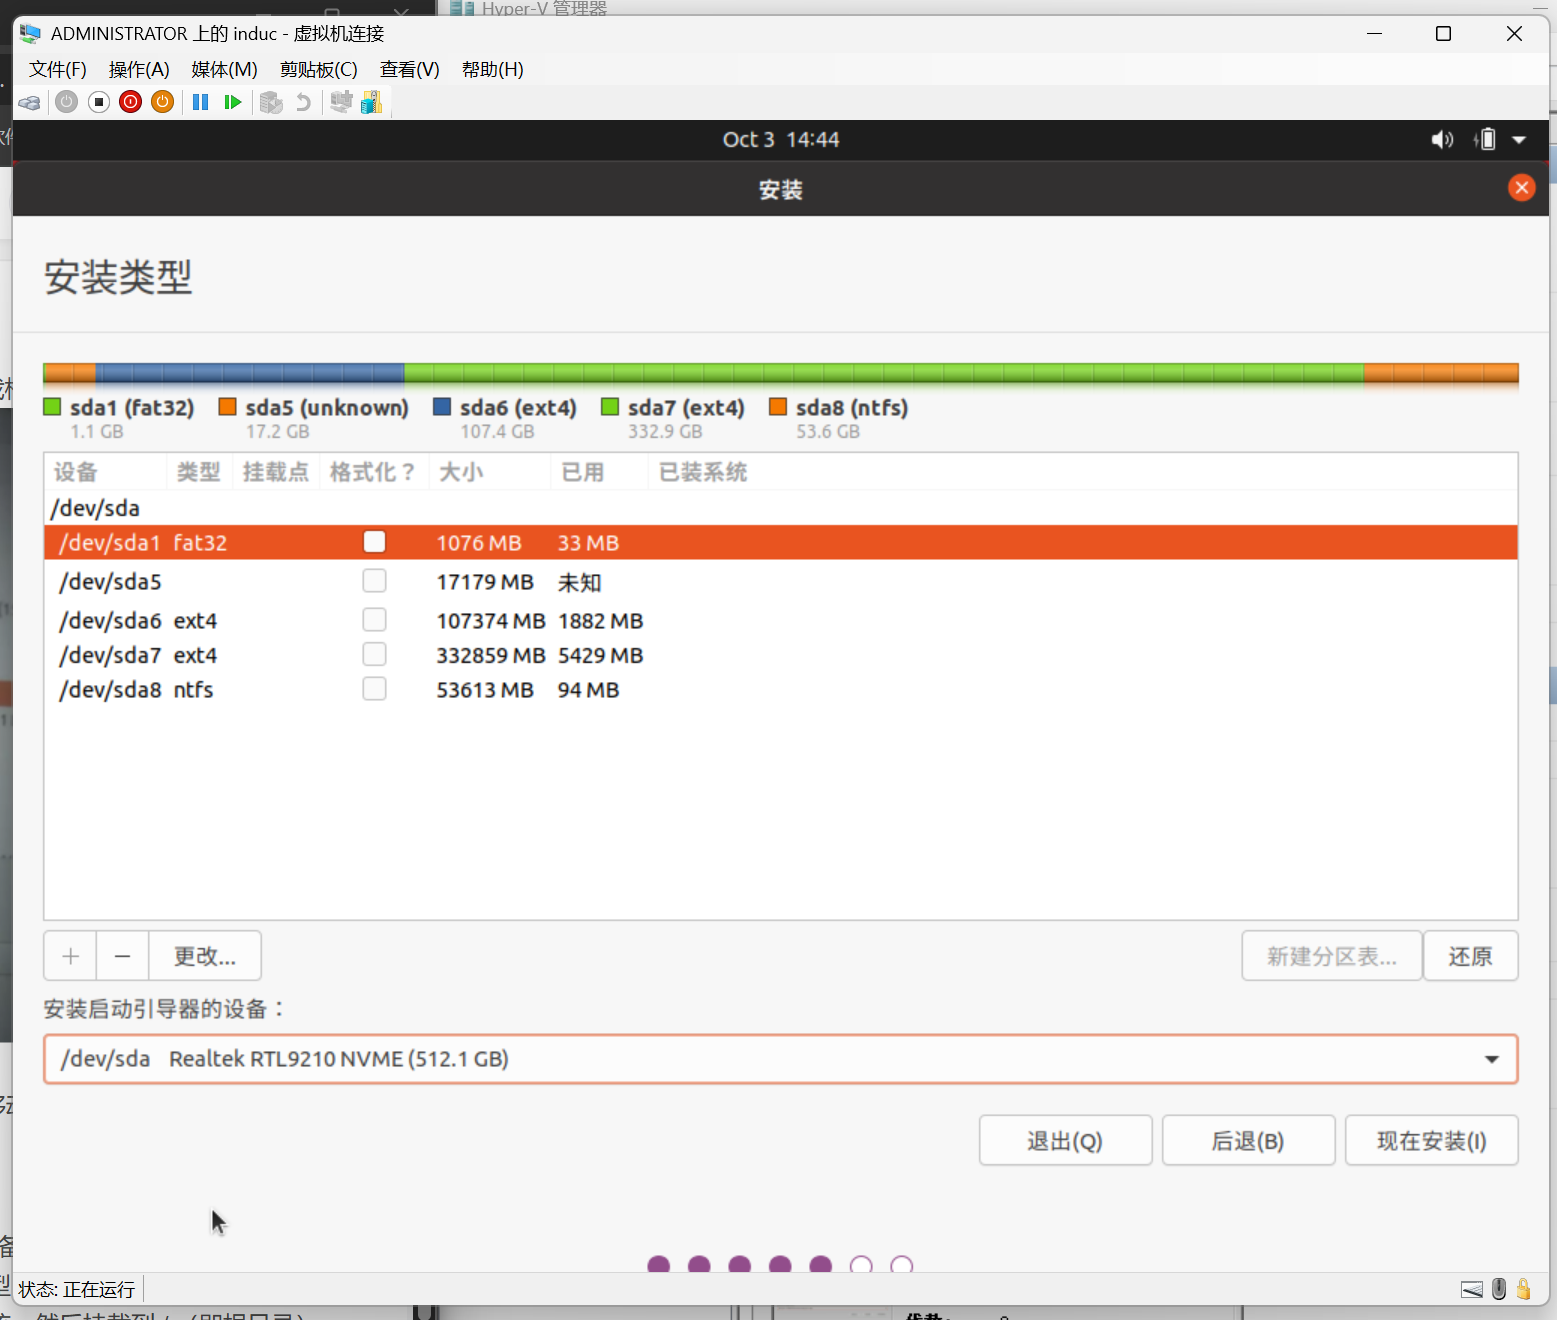 Hyper-V 管理器
ADMINISTRATOR 上的 induc - 虚拟机连接
文件(F) 操作(A) 媒体(M) 剪贴板(C) 查看(V) 帮助(H)
Oct 3 14:44
安装
安装类型
sda1 (fat32) sda5 (unknown) sda6 (ext4) sda7 (ext4) sda8 (ntfs)
1.1 GB 17.2 GB 107.4 GB 332.9 GB 53.6 GB
设备 类型 挂载点 格式化？ 大小 已用 已装系统
/dev/sda
/dev/sda1 fat32 1076 MB 33 MB
/dev/sda5 17179 MB 未知
/dev/sda6 ext4 107374 MB 1882 MB
/dev/sda7 ext4 332859 MB 5429 MB
/dev/sda8 ntfs 53613 MB 94 MB
+ − 更改... 新建分区表... 还原
安装启动引导器的设备：
/dev/sda Realtek RTL9210 NVME (512.1 GB)
退出(Q) 后退(B) 现在安装(I)
状态: 正在运行